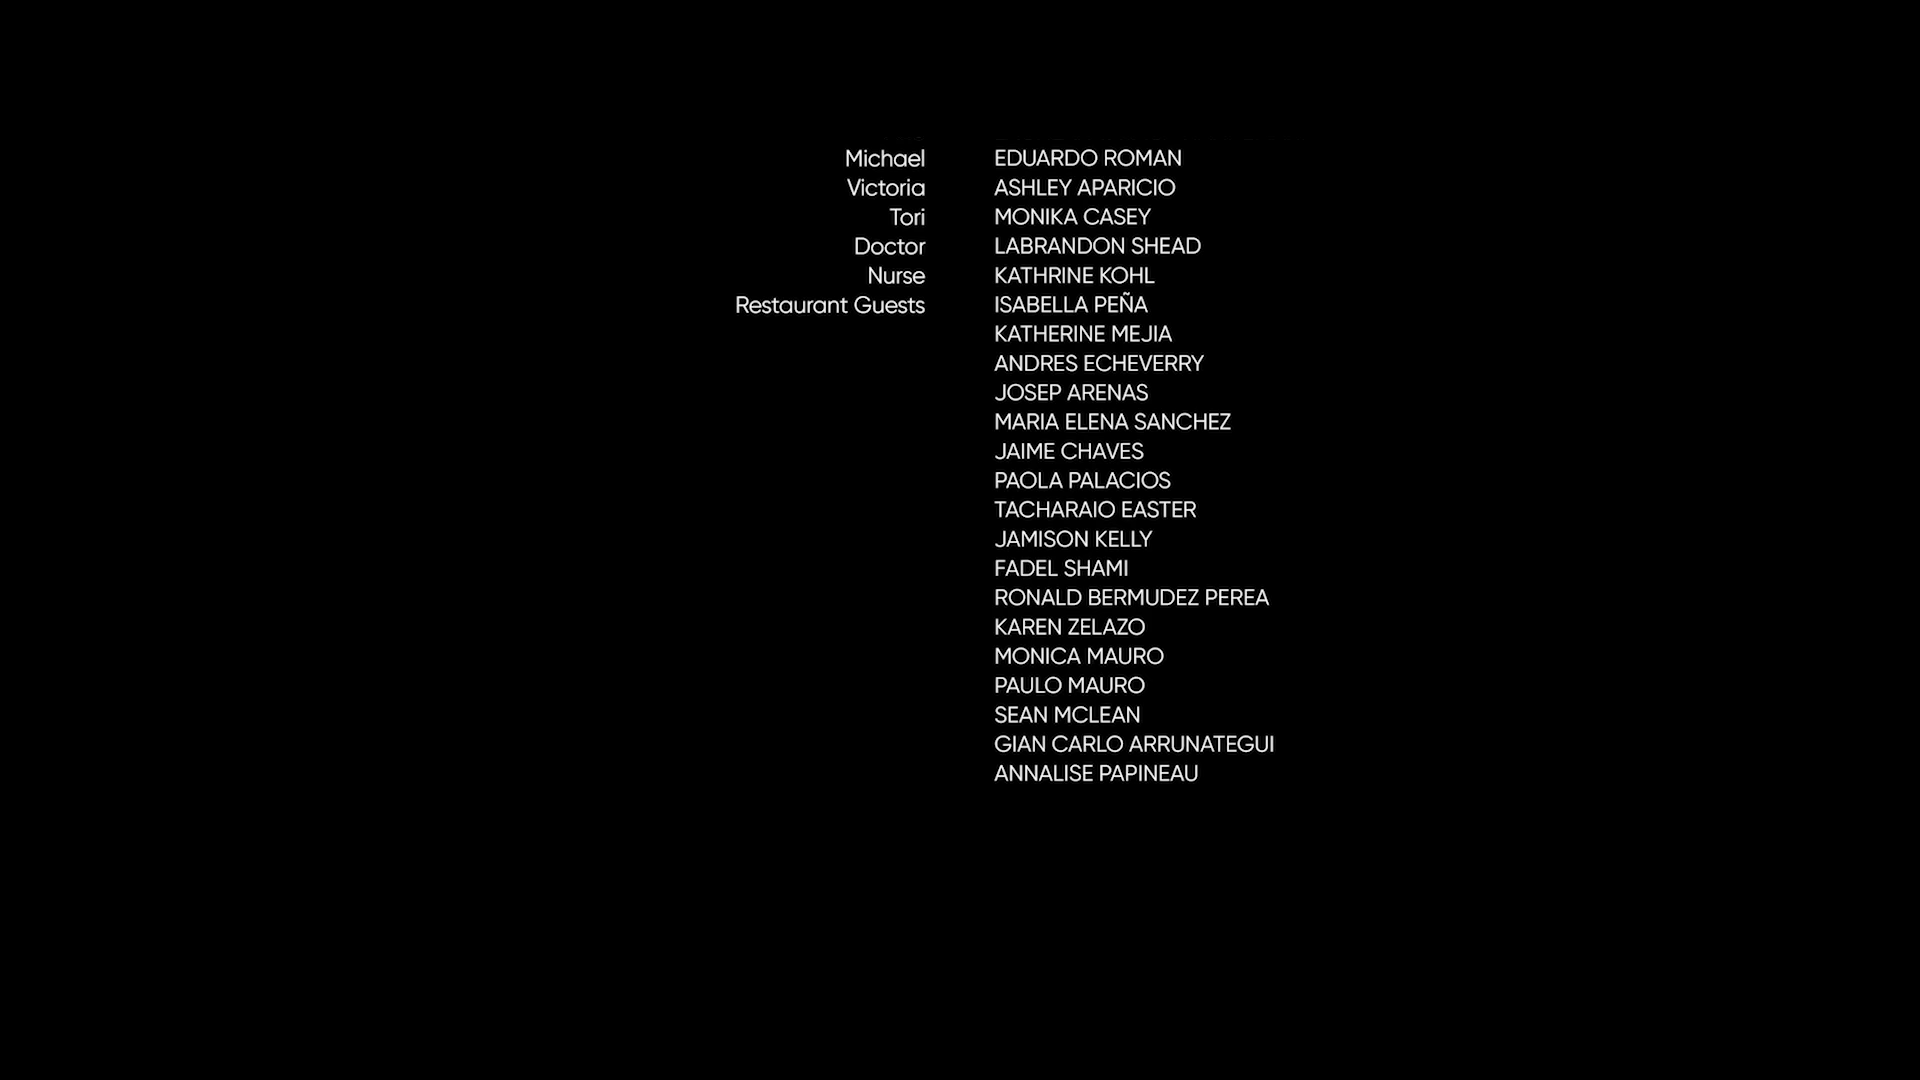 Michael EDUARDO ROMAN
Victoria ASHLEY APARICIO
Tori MONIKA CASEY
Doctor LABRANDON SHEAD
Nurse KATHRINE KOHL
Restaurant Guests ISABELLA PEÑA
KATHERINE MEJIA
ANDRES ECHEVERRY
JOSEP ARENAS
MARIA ELENA SANCHEZ
JAIME CHAVES
PAOLA PALACIOS
TACHARAIO EASTER
JAMISON KELLY
FADEL SHAMI
RONALD BERMUDEZ PEREA
KAREN ZELAZO
MONICA MAURO
PAULO MAURO
SEAN MCLEAN
GIAN CARLO ARRUNATEGUI
ANNALISE PAPINEAU